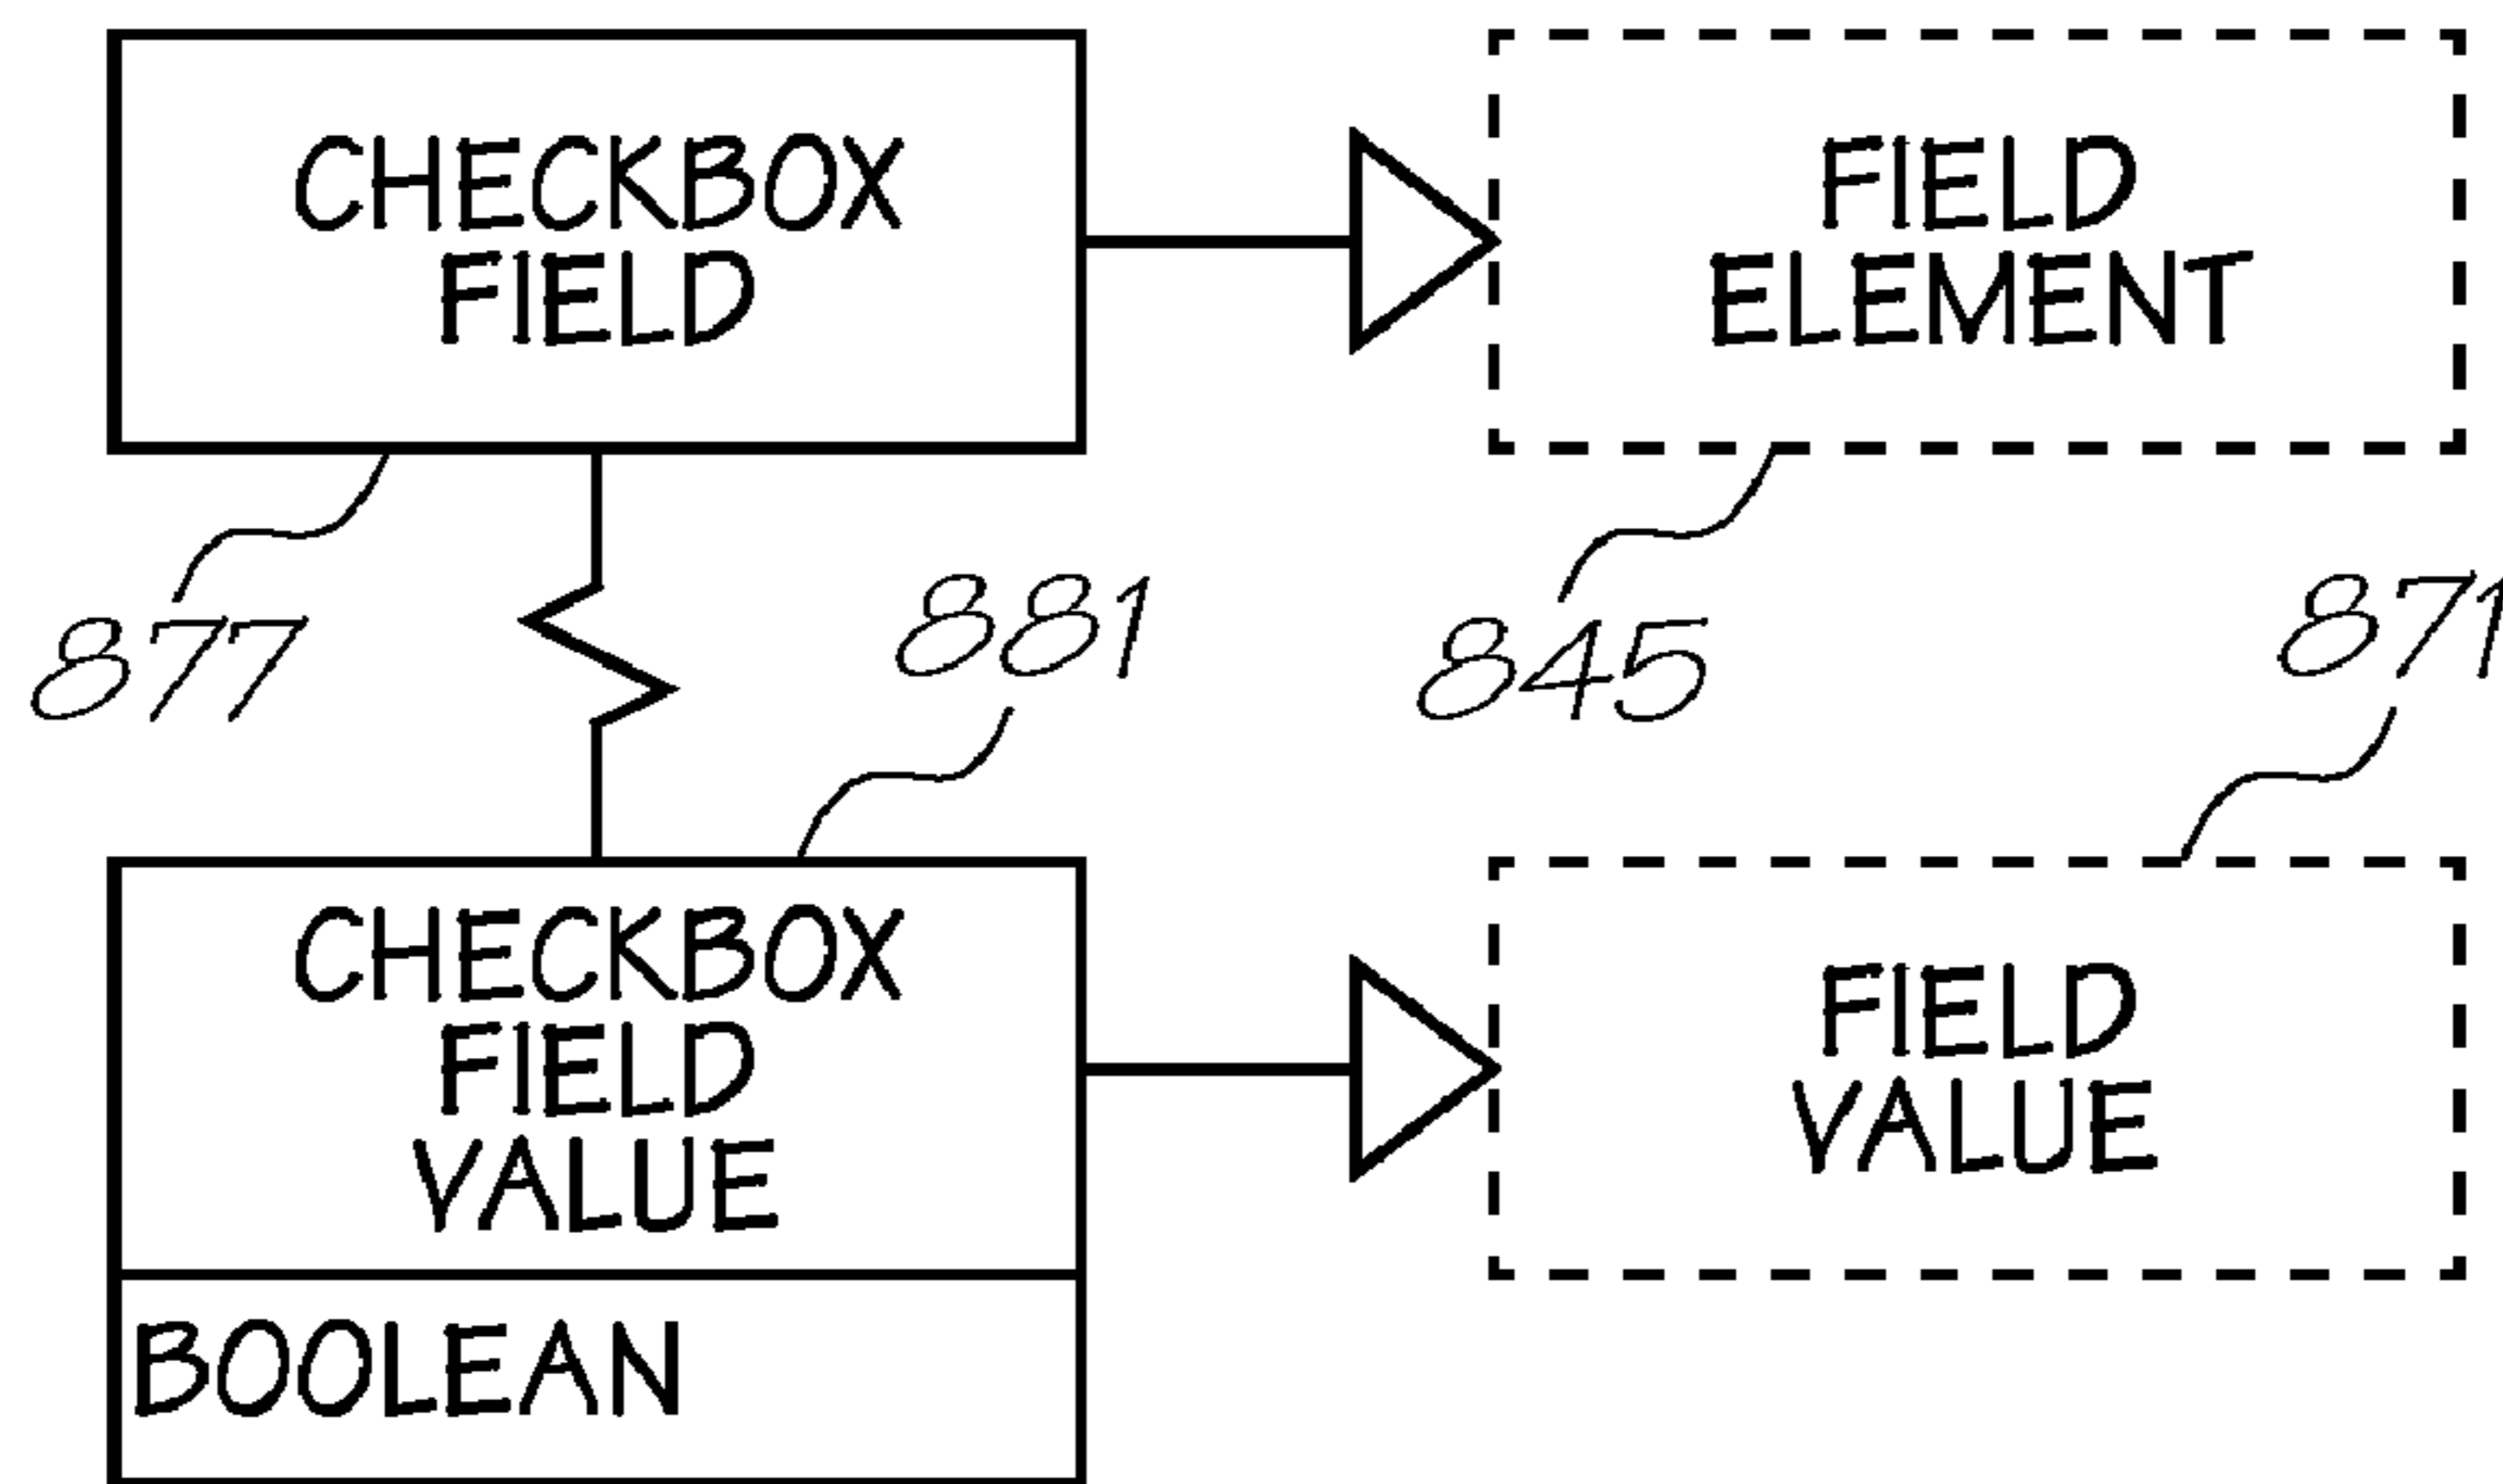 CHECKBOX
FIELD
FIELD
ELEMENT
877
881
845
871
CHECKBOX
FIELD
VALUE
BOOLEAN
FIELD
VALUE